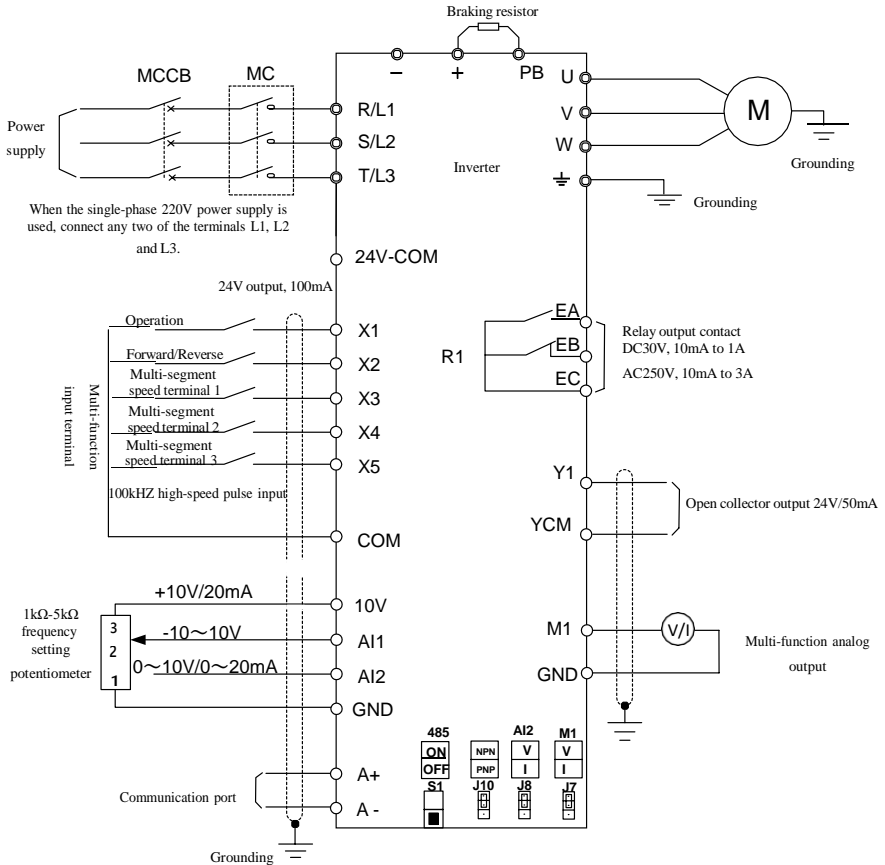 Braking resistor
MCCB
MC
−
+
PB
Power
supply
R/L1
S/L2
T/L3
Inverter
U
V
W
M
Grounding
Grounding
When the single-phase 220V power supply is
used, connect any two of the terminals L1, L2
and L3.
24V-COM
24V output, 100mA
Multi-function
input terminal
Operation
X1
Forward/Reverse
X2
Multi-segment
speed terminal 1
X3
Multi-segment
speed terminal 2
X4
Multi-segment
speed terminal 3
X5
100kHZ high-speed pulse input
COM
R1
EA
EB
EC
Relay output contact
DC30V, 10mA to 1A
AC250V, 10mA to 3A
Y1
YCM
Open collector output 24V/50mA
1kΩ-5kΩ
frequency
setting
potentiometer
3
2
1
+10V/20mA
10V
-10～10V
AI1
0～10V/0～20mA
AI2
GND
M1
V/I
GND
Multi-function analog
output
Communication port
A+
A -
485
ON
OFF
S1
NPN
PNP
J10
AI2
V
I
J8
M1
V
I
J7
Grounding